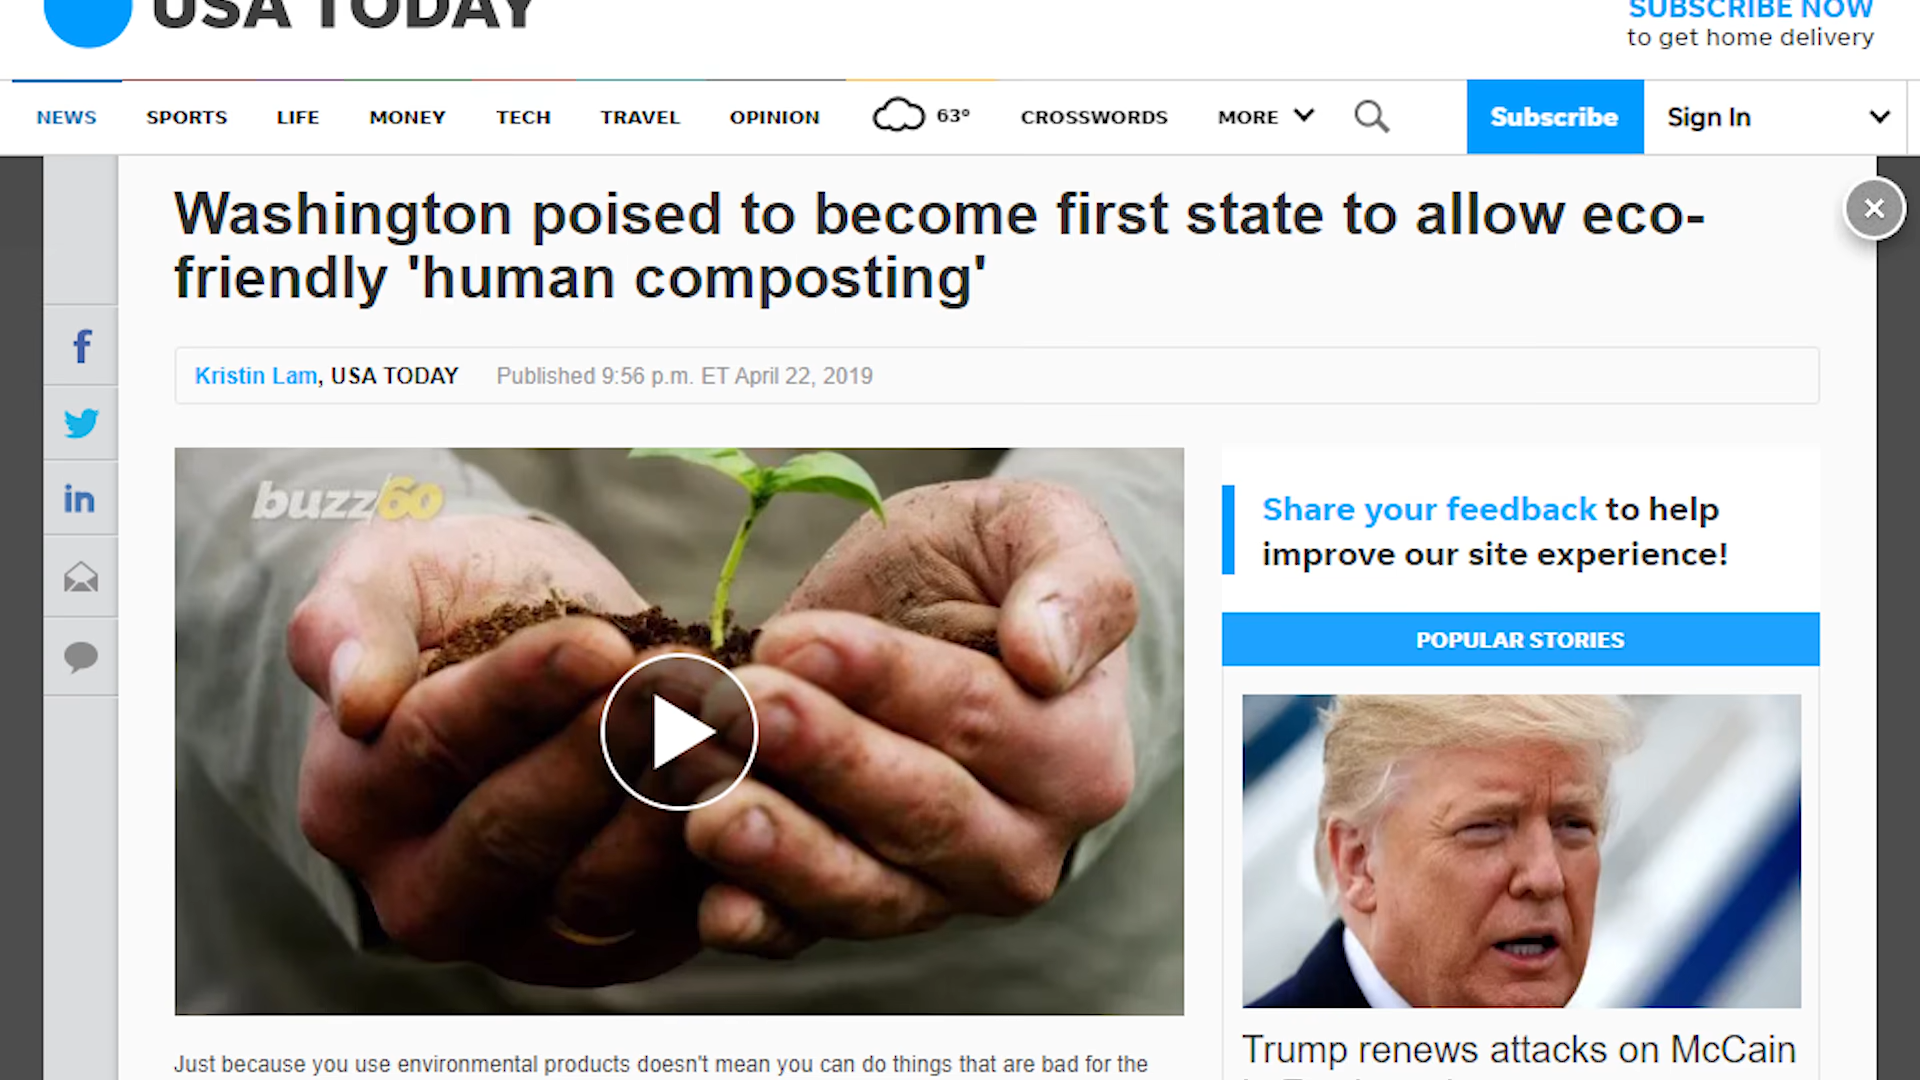 USA TODAY
SUBSCRIBE NOW
to get home delivery
NEWS SPORTS LIFE MONEY TECH TRAVEL OPINION 63° CROSSWORDS MORE Subscribe Sign In
Washington poised to become first state to allow eco-
friendly 'human composting'
Kristin Lam, USA TODAY Published 9:56 p.m. ET April 22, 2019
buzz60
Share your feedback to help
improve our site experience!
POPULAR STORIES
Trump renews attacks on McCain
Just because you use environmental products doesn't mean you can do things that are bad for the